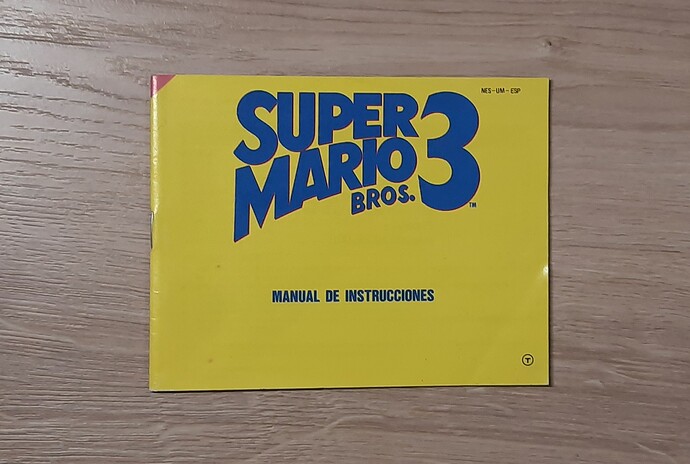 NES-UM-ESP
SUPER
MARIO 3
BROS. TM
MANUAL DE INSTRUCCIONES
T